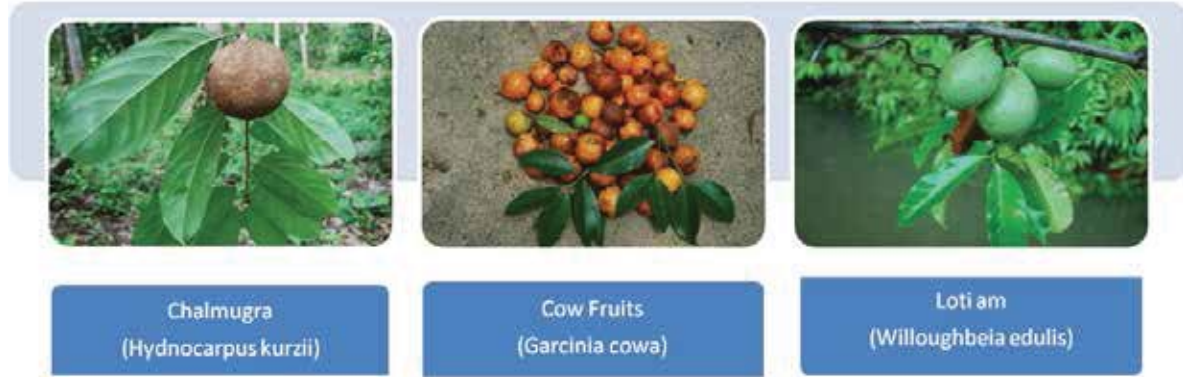 Chalmugra
(Hydnocarpus kurzii)
Cow Fruits
(Garcinia cowa)
Loti am
(Willoughbeia edulis)